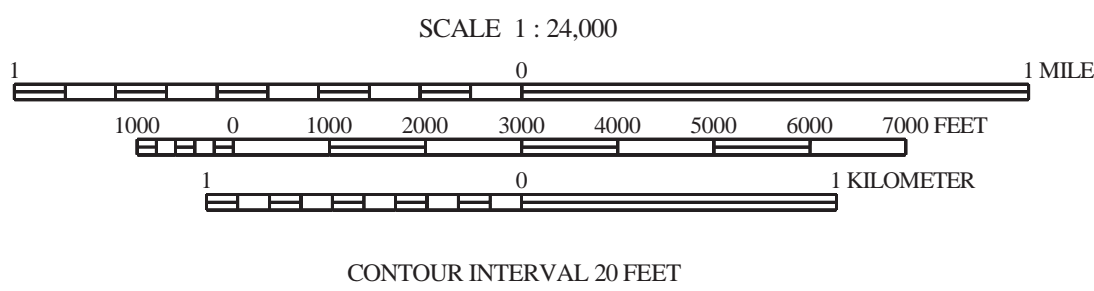 SCALE 1 : 24,000
1 0 1 MILE
1000 0 1000 2000 3000 4000 5000 6000 7000 FEET
1 0 1 KILOMETER
CONTOUR INTERVAL 20 FEET